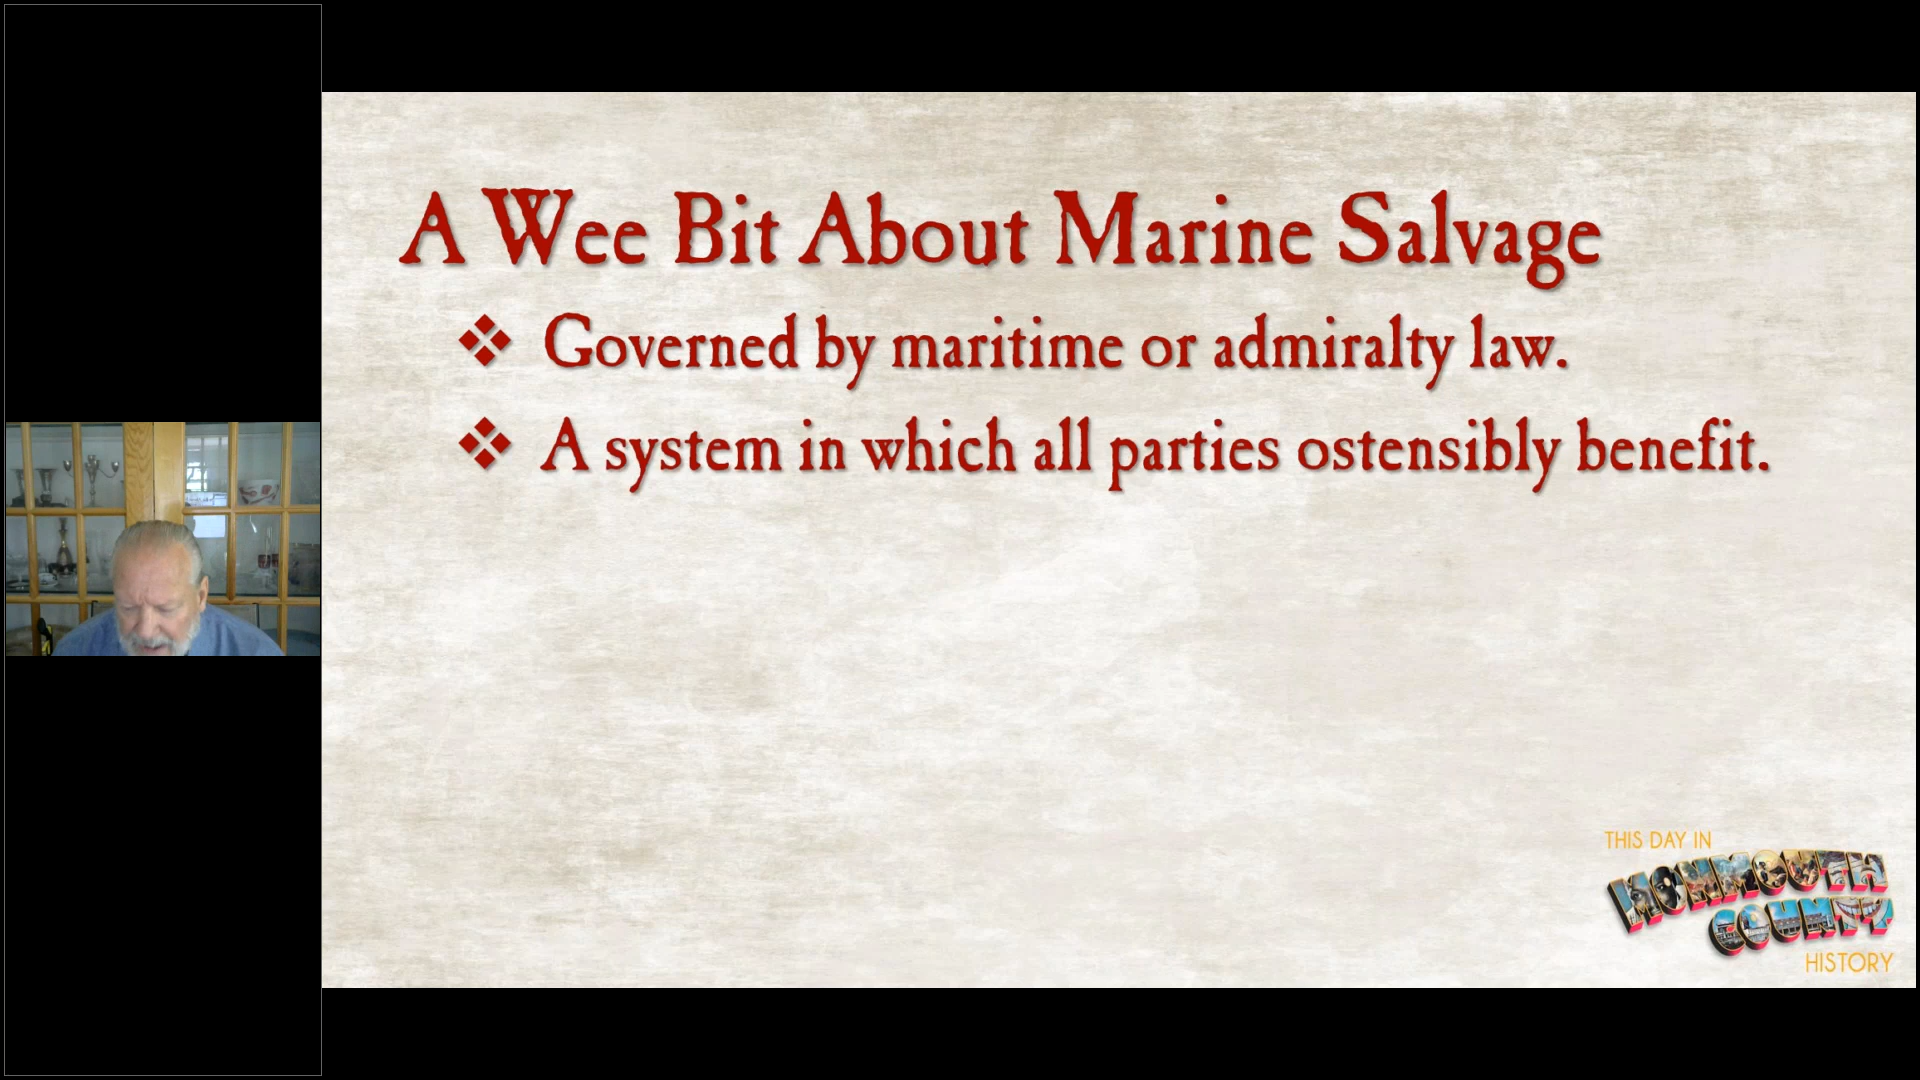 A Wee Bit About Marine Salvage
❖ Governed by maritime or admiralty law.
❖ A system in which all parties ostensibly benefit.
THIS DAY IN
MONMOUTH
COUNTY
HISTORY